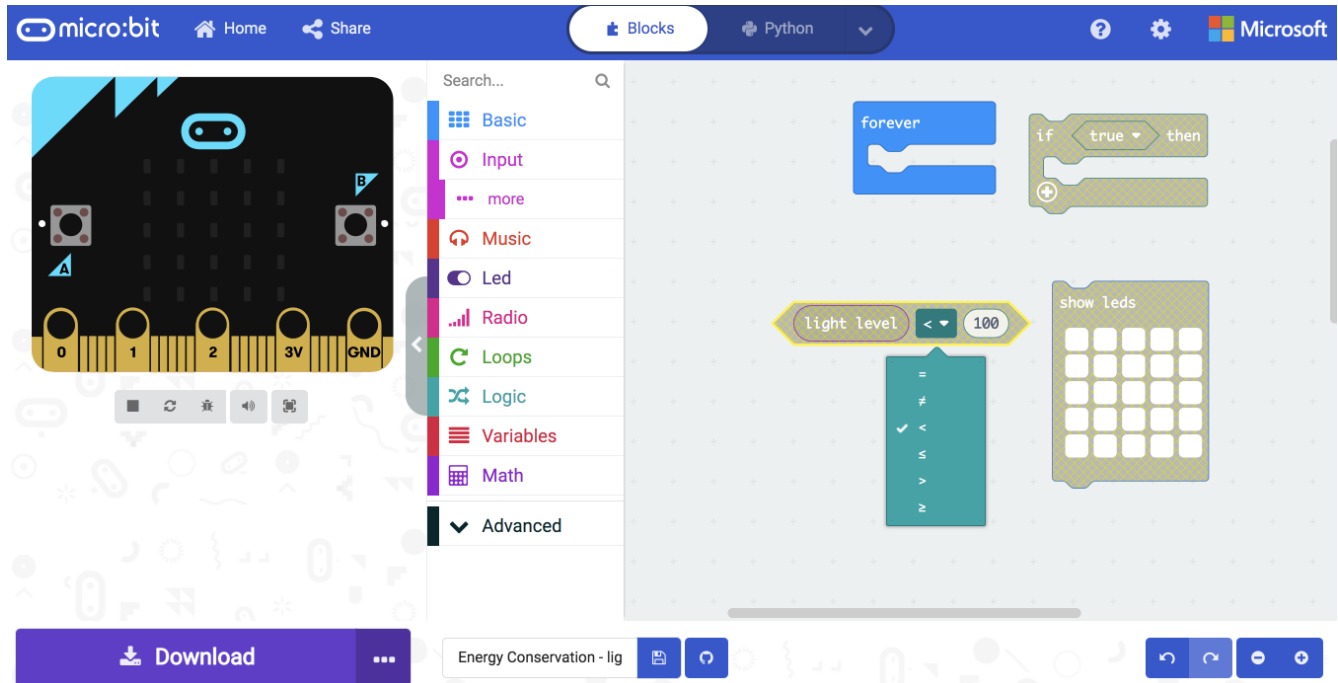 micro:bit Home Share Blocks Python Microsoft
Search...
Basic
Input
more
Music
Led
Radio
Loops
Logic
Variables
Math
Advanced
A
B
0 1 2 3V GND
forever
if true then
light level < 100
=
≠
<
≤
>
≥
show leds
Download
Energy Conservation - lig